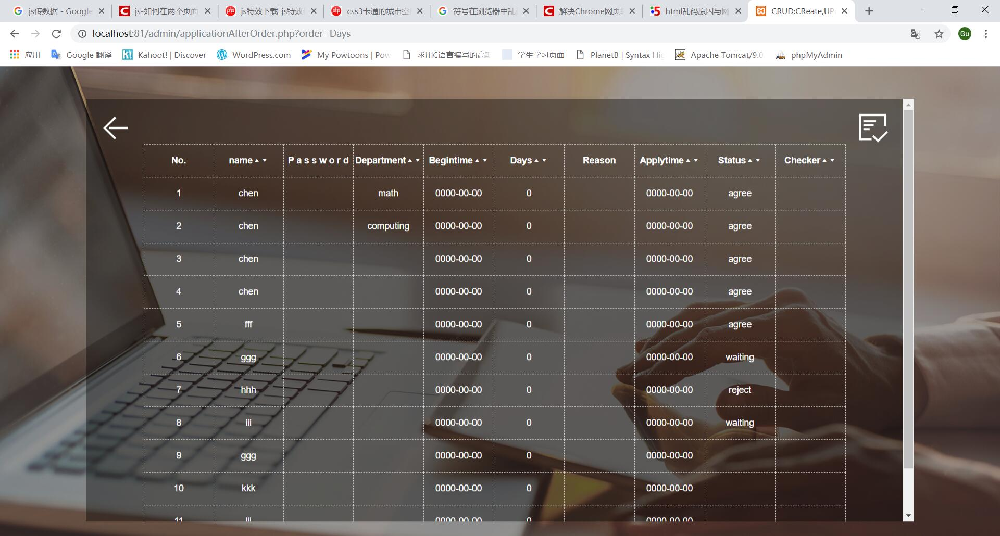 js传数据 - Google
js-如何在两个页面
js特效下载_js特效
css3卡通的城市空
符号在浏览器中乱
解决Chrome网页
html乱码原因与网
CRUD:CReate,UP
localhost:81/admin/applicationAfterOrder.php?order=Days
Gu
应用
Google 翻译
Kahoot! | Discover
WordPress.com
My Powtoons | Pow
求用C语言编写的高斯
学生学习页面
PlanetB | Syntax Hig
Apache Tomcat/9.0
phpMyAdmin
No. name Password Department Begintime Days Reason Applytime Status Checker
1 chen math 0000-00-00 0 0000-00-00 agree
2 chen computing 0000-00-00 0 0000-00-00 agree
3 chen 0000-00-00 0 0000-00-00 agree
4 chen 0000-00-00 0 0000-00-00 agree
5 fff 0000-00-00 0 0000-00-00 agree
6 ggg 0000-00-00 0 0000-00-00 waiting
7 hhh 0000-00-00 0 0000-00-00 reject
8 iii 0000-00-00 0 0000-00-00 waiting
9 ggg 0000-00-00 0 0000-00-00
10 kkk 0000-00-00 0 0000-00-00
11 lll 0000-00-00 0 0000-00-00